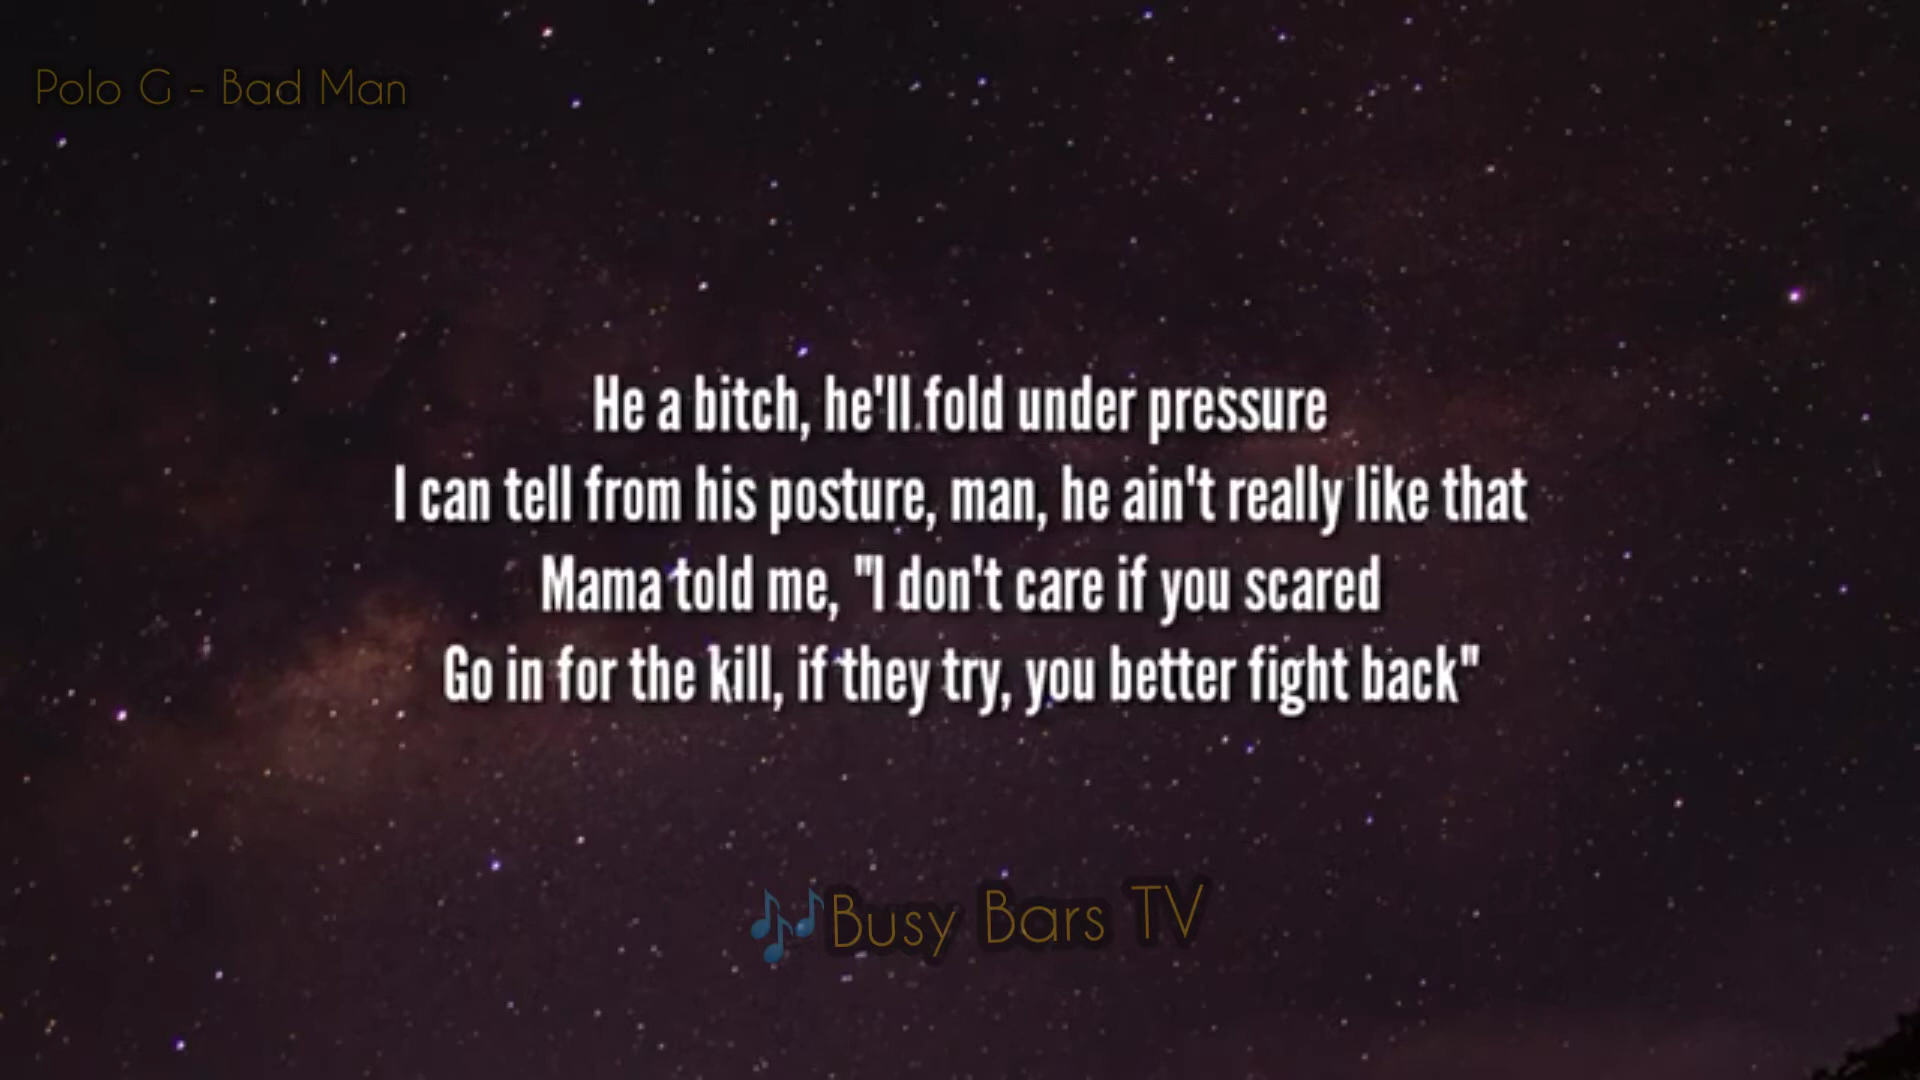 Polo G - Bad Man
He a bitch, he'll fold under pressure
I can tell from his posture, man, he ain't really like that
Mama told me, "I don't care if you scared
Go in for the kill, if they try, you better fight back"
🎶Busy Bars TV